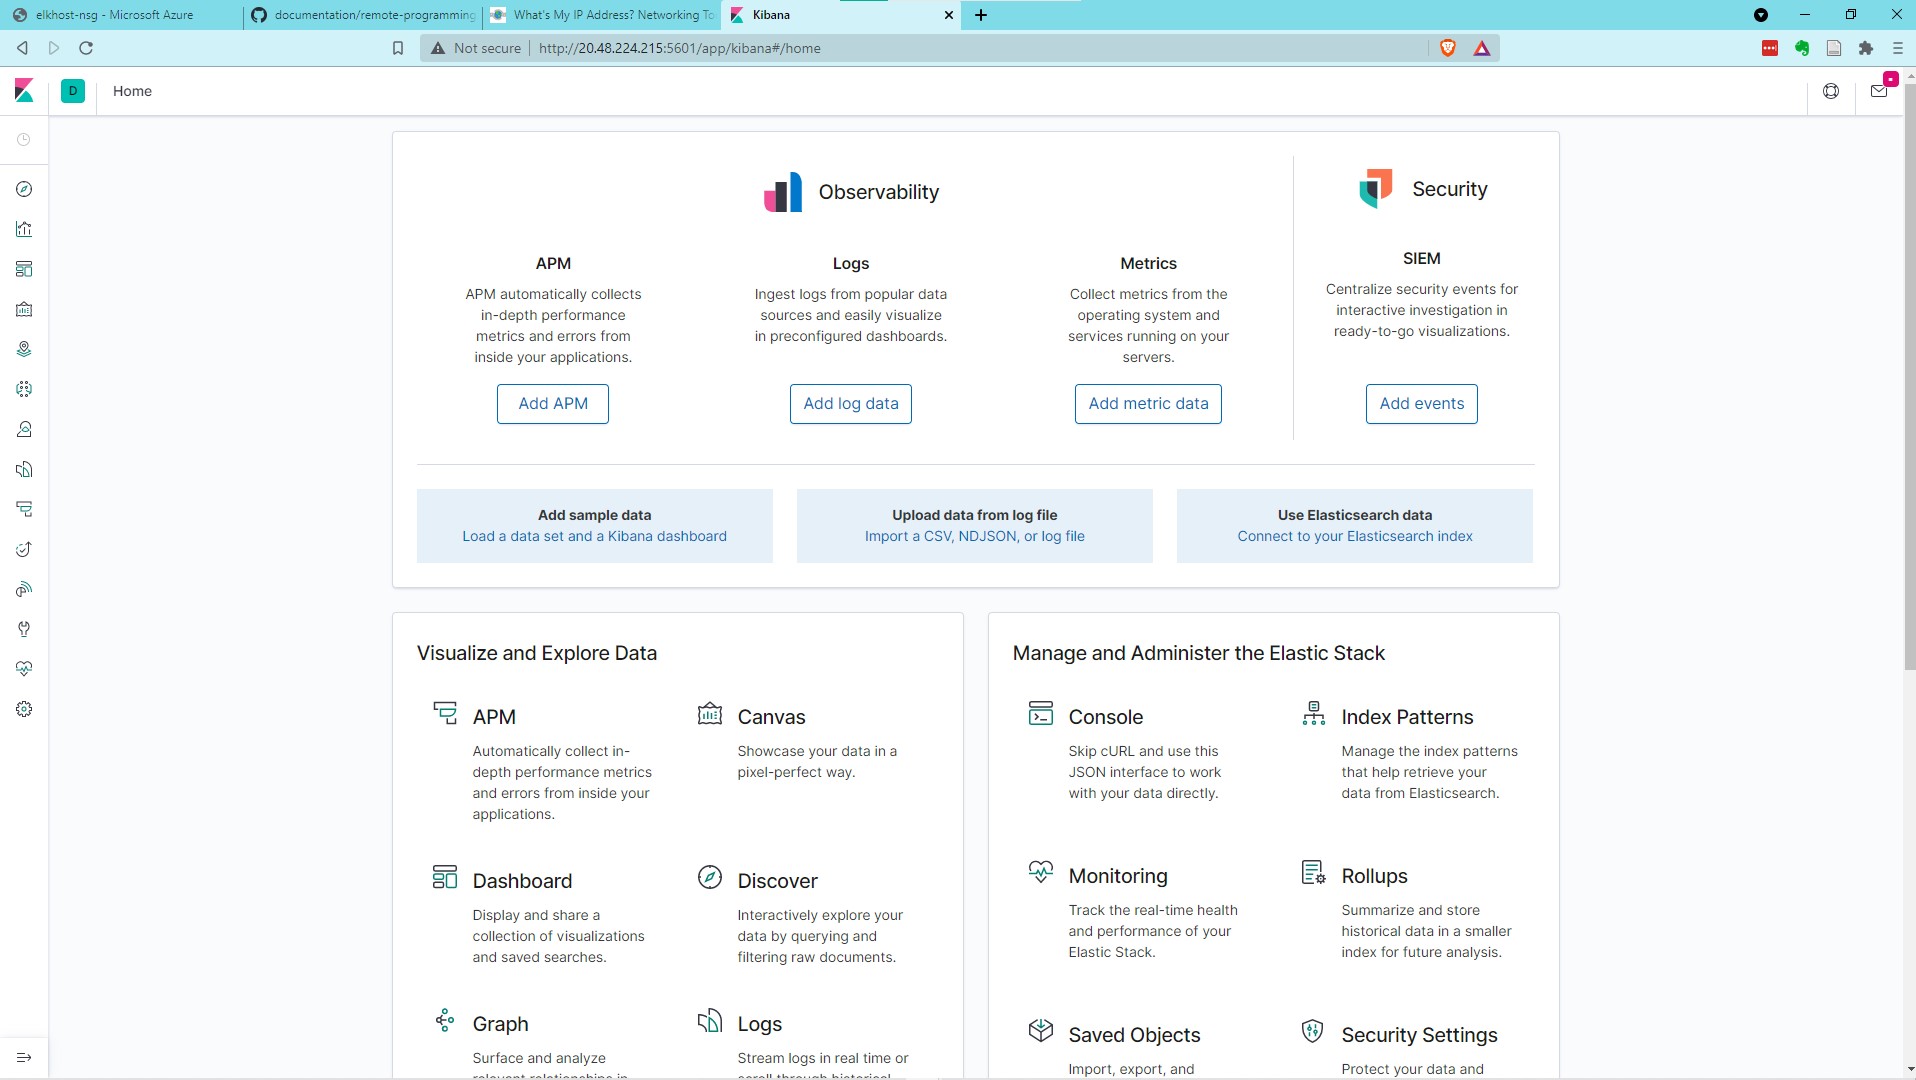 elkhost-nsg - Microsoft Azure
documentation/remote-programming
What's My IP Address? Networking To
Kibana
Not secure
http://20.48.224.215:5601/app/kibana#/home
D
Home
Observability
Security
APM
APM automatically collects
in-depth performance
metrics and errors from
inside your applications.
Add APM
Logs
Ingest logs from popular data
sources and easily visualize
in preconfigured dashboards.
Add log data
Metrics
Collect metrics from the
operating system and
services running on your
servers.
Add metric data
SIEM
Centralize security events for
interactive investigation in
ready-to-go visualizations.
Add events
Add sample data
Load a data set and a Kibana dashboard
Upload data from log file
Import a CSV, NDJSON, or log file
Use Elasticsearch data
Connect to your Elasticsearch index
Visualize and Explore Data
APM
Automatically collect in-
depth performance metrics
and errors from inside your
applications.
Canvas
Showcase your data in a
pixel-perfect way.
Dashboard
Display and share a
collection of visualizations
and saved searches.
Discover
Interactively explore your
data by querying and
filtering raw documents.
Graph
Surface and analyze
relevant relationships in
Logs
Stream logs in real time or
scroll through historical
Manage and Administer the Elastic Stack
Console
Skip cURL and use this
JSON interface to work
with your data directly.
Index Patterns
Manage the index patterns
that help retrieve your
data from Elasticsearch.
Monitoring
Track the real-time health
and performance of your
Elastic Stack.
Rollups
Summarize and store
historical data in a smaller
index for future analysis.
Saved Objects
Import, export, and
Security Settings
Protect your data and